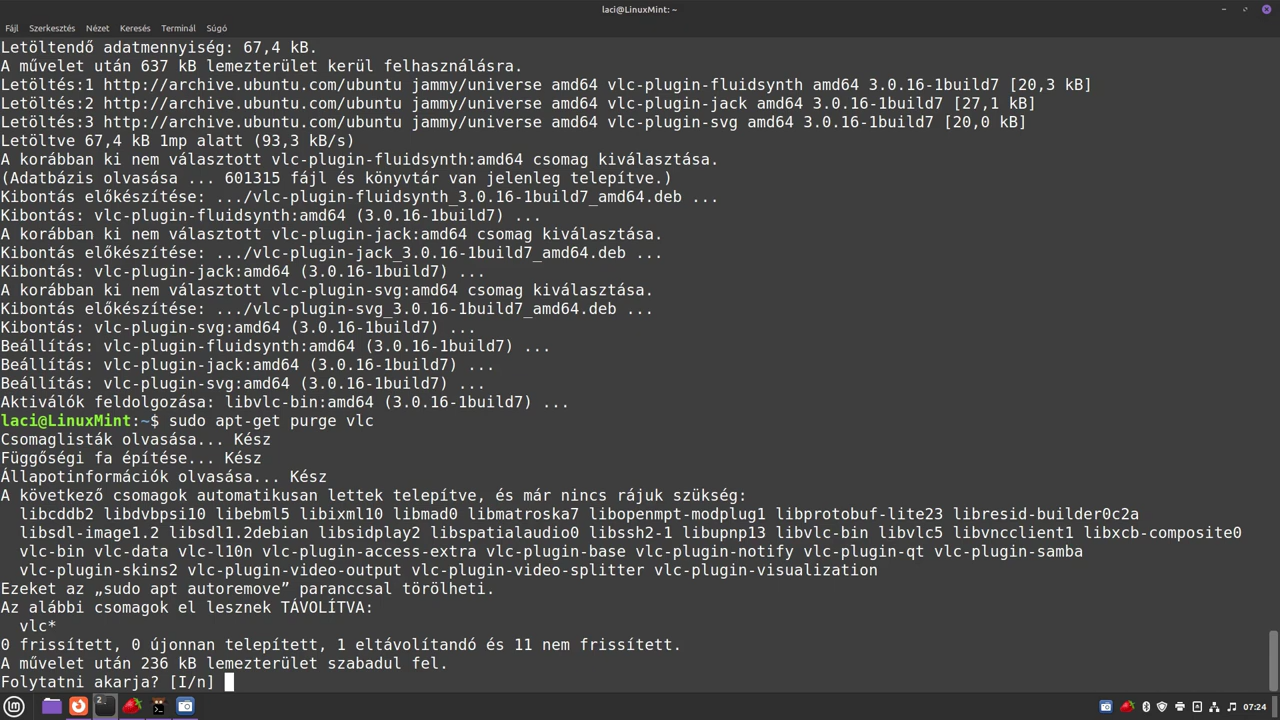 laci@LinuxMint: ~
Fájl Szerkesztés Nézet Keresés Terminál Súgó
Letöltendő adatmennyiség: 67,4 kB.
A művelet után 637 kB lemezterület kerül felhasználásra.
Letöltés:1 http://archive.ubuntu.com/ubuntu jammy/universe amd64 vlc-plugin-fluidsynth amd64 3.0.16-1build7 [20,3 kB]
Letöltés:2 http://archive.ubuntu.com/ubuntu jammy/universe amd64 vlc-plugin-jack amd64 3.0.16-1build7 [27,1 kB]
Letöltés:3 http://archive.ubuntu.com/ubuntu jammy/universe amd64 vlc-plugin-svg amd64 3.0.16-1build7 [20,0 kB]
Letöltve 67,4 kB 1mp alatt (93,3 kB/s)
A korábban ki nem választott vlc-plugin-fluidsynth:amd64 csomag kiválasztása.
(Adatbázis olvasása ... 601315 fájl és könyvtár van jelenleg telepítve.)
Kibontás előkészítése: .../vlc-plugin-fluidsynth_3.0.16-1build7_amd64.deb ...
Kibontás: vlc-plugin-fluidsynth:amd64 (3.0.16-1build7) ...
A korábban ki nem választott vlc-plugin-jack:amd64 csomag kiválasztása.
Kibontás előkészítése: .../vlc-plugin-jack_3.0.16-1build7_amd64.deb ...
Kibontás: vlc-plugin-jack:amd64 (3.0.16-1build7) ...
A korábban ki nem választott vlc-plugin-svg:amd64 csomag kiválasztása.
Kibontás előkészítése: .../vlc-plugin-svg_3.0.16-1build7_amd64.deb ...
Kibontás: vlc-plugin-svg:amd64 (3.0.16-1build7) ...
Beállítás: vlc-plugin-fluidsynth:amd64 (3.0.16-1build7) ...
Beállítás: vlc-plugin-jack:amd64 (3.0.16-1build7) ...
Beállítás: vlc-plugin-svg:amd64 (3.0.16-1build7) ...
Aktiválók feldolgozása: libvlc-bin:amd64 (3.0.16-1build7) ...
laci@LinuxMint:~$ sudo apt-get purge vlc
Csomaglisták olvasása... Kész
Függőségi fa építése... Kész
Állapotinformációk olvasása... Kész
A következő csomagok automatikusan lettek telepítve, és már nincs rájuk szükség:
libcddb2 libdvbpsi10 libebml5 libixml10 libmad0 libmatroska7 libopenmpt-modplug1 libprotobuf-lite23 libresid-builder0c2a
libsdl-image1.2 libsdl1.2debian libsidplay2 libspatialaudio0 libssh2-1 libupnp13 libvlc-bin libvlc5 libvncclient1 libxcb-composite0
vlc-bin vlc-data vlc-l10n vlc-plugin-access-extra vlc-plugin-base vlc-plugin-notify vlc-plugin-qt vlc-plugin-samba
vlc-plugin-skins2 vlc-plugin-video-output vlc-plugin-video-splitter vlc-plugin-visualization
Ezeket az „sudo apt autoremove” paranccsal törölheti.
Az alábbi csomagok el lesznek TÁVOLÍTVA:
vlc*
0 frissített, 0 újonnan telepített, 1 eltávolítandó és 11 nem frissített.
A művelet után 236 kB lemezterület szabadul fel.
Folytatni akarja? [I/n]
07:24